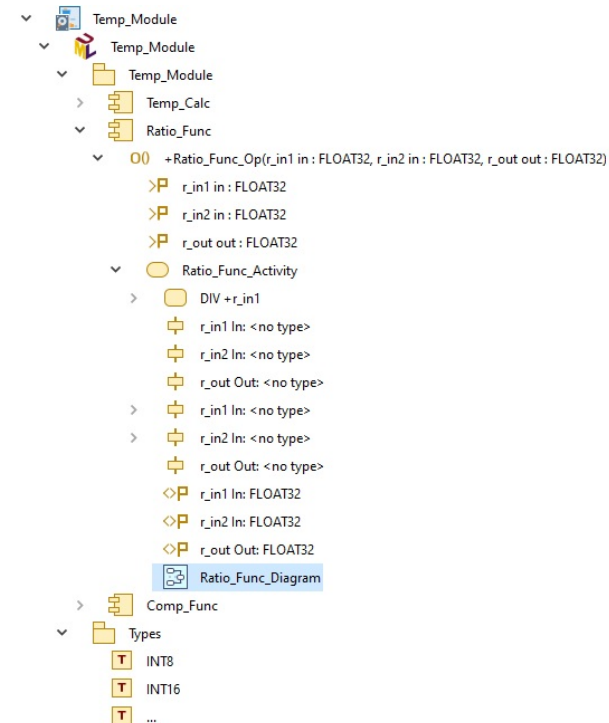 Temp_Module
Temp_Module
Temp_Module
Temp_Calc
Ratio_Func
O() +Ratio_Func_Op(r_in1 in : FLOAT32, r_in2 in : FLOAT32, r_out out : FLOAT32)
P r_in1 in : FLOAT32
P r_in2 in : FLOAT32
P r_out out : FLOAT32
Ratio_Func_Activity
DIV +r_in1
r_in1 In: <no type>
r_in2 In: <no type>
r_out Out: <no type>
r_in1 In: <no type>
r_in2 In: <no type>
r_out Out: <no type>
P r_in1 In: FLOAT32
P r_in2 In: FLOAT32
P r_out Out: FLOAT32
Ratio_Func_Diagram
Comp_Func
Types
T INT8
T INT16
T ...